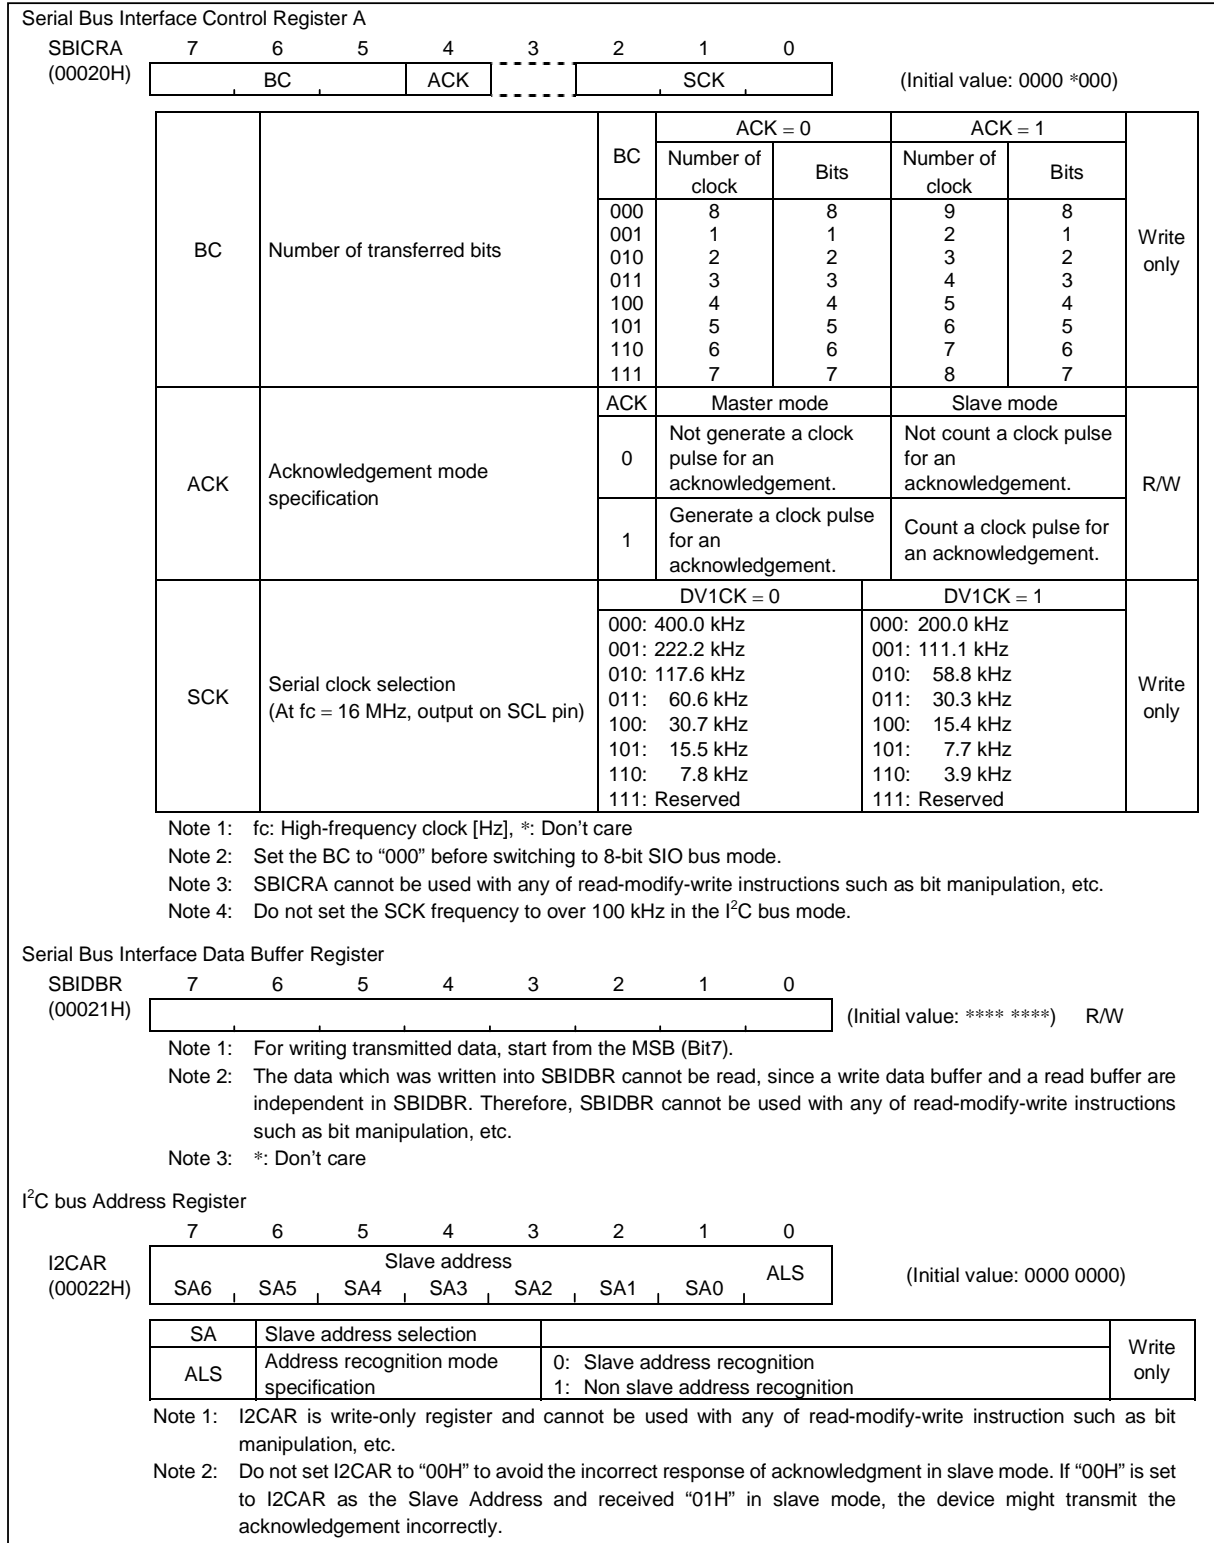 Serial Bus Interface Control Register A
SBICRA 7 6 5 4 3 2 1 0
(00020H) BC ACK SCK (Initial value: 0000 *000)
BC Number of transferred bits BC ACK = 0 ACK = 1 Write only
Number of clock Bits Number of clock Bits
000 8 8 9 8
001 1 1 2 1
010 2 2 3 2
011 3 3 4 3
100 4 4 5 4
101 5 5 6 5
110 6 6 7 6
111 7 7 8 7
ACK Acknowledgement mode specification ACK Master mode Slave mode R/W
0 Not generate a clock pulse for an acknowledgement. Not count a clock pulse for an acknowledgement.
1 Generate a clock pulse for an acknowledgement. Count a clock pulse for an acknowledgement.
SCK Serial clock selection (At fc = 16 MHz, output on SCL pin) DV1CK = 0 DV1CK = 1 Write only
000: 400.0 kHz 000: 200.0 kHz
001: 222.2 kHz 001: 111.1 kHz
010: 117.6 kHz 010: 58.8 kHz
011: 60.6 kHz 011: 30.3 kHz
100: 30.7 kHz 100: 15.4 kHz
101: 15.5 kHz 101: 7.7 kHz
110: 7.8 kHz 110: 3.9 kHz
111: Reserved 111: Reserved
Note 1: fc: High-frequency clock [Hz], *: Don’t care
Note 2: Set the BC to “000” before switching to 8-bit SIO bus mode.
Note 3: SBICRA cannot be used with any of read-modify-write instructions such as bit manipulation, etc.
Note 4: Do not set the SCK frequency to over 100 kHz in the I²C bus mode.
Serial Bus Interface Data Buffer Register
SBIDBR 7 6 5 4 3 2 1 0
(00021H) (Initial value: **** ****) R/W
Note 1: For writing transmitted data, start from the MSB (Bit7).
Note 2: The data which was written into SBIDBR cannot be read, since a write data buffer and a read buffer are
independent in SBIDBR. Therefore, SBIDBR cannot be used with any of read-modify-write instructions
such as bit manipulation, etc.
Note 3: *: Don’t care
I²C bus Address Register
7 6 5 4 3 2 1 0
I2CAR Slave address ALS
(00022H) SA6 SA5 SA4 SA3 SA2 SA1 SA0 (Initial value: 0000 0000)
SA Slave address selection Write only
ALS Address recognition mode specification 0: Slave address recognition
1: Non slave address recognition
Note 1: I2CAR is write-only register and cannot be used with any of read-modify-write instruction such as bit
manipulation, etc.
Note 2: Do not set I2CAR to “00H” to avoid the incorrect response of acknowledgment in slave mode. If “00H” is set
to I2CAR as the Slave Address and received “01H” in slave mode, the device might transmit the
acknowledgement incorrectly.